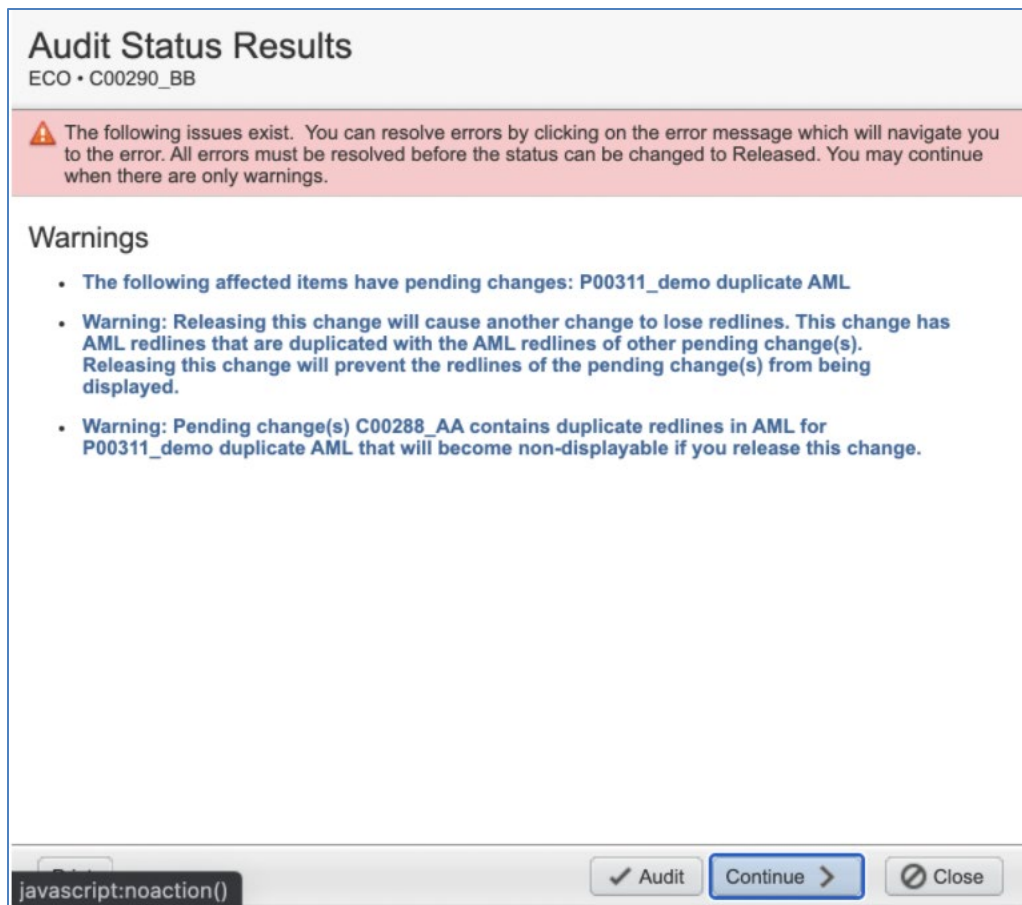 Audit Status Results
ECO • C00290_BB
The following issues exist. You can resolve errors by clicking on the error message which will navigate you
to the error. All errors must be resolved before the status can be changed to Released. You may continue
when there are only warnings.
Warnings
• The following affected items have pending changes: P00311_demo duplicate AML
• Warning: Releasing this change will cause another change to lose redlines. This change has
AML redlines that are duplicated with the AML redlines of other pending change(s).
Releasing this change will prevent the redlines of the pending change(s) from being
displayed.
• Warning: Pending change(s) C00288_AA contains duplicate redlines in AML for
P00311_demo duplicate AML that will become non-displayable if you release this change.
Audit Continue Close
javascript:noaction()